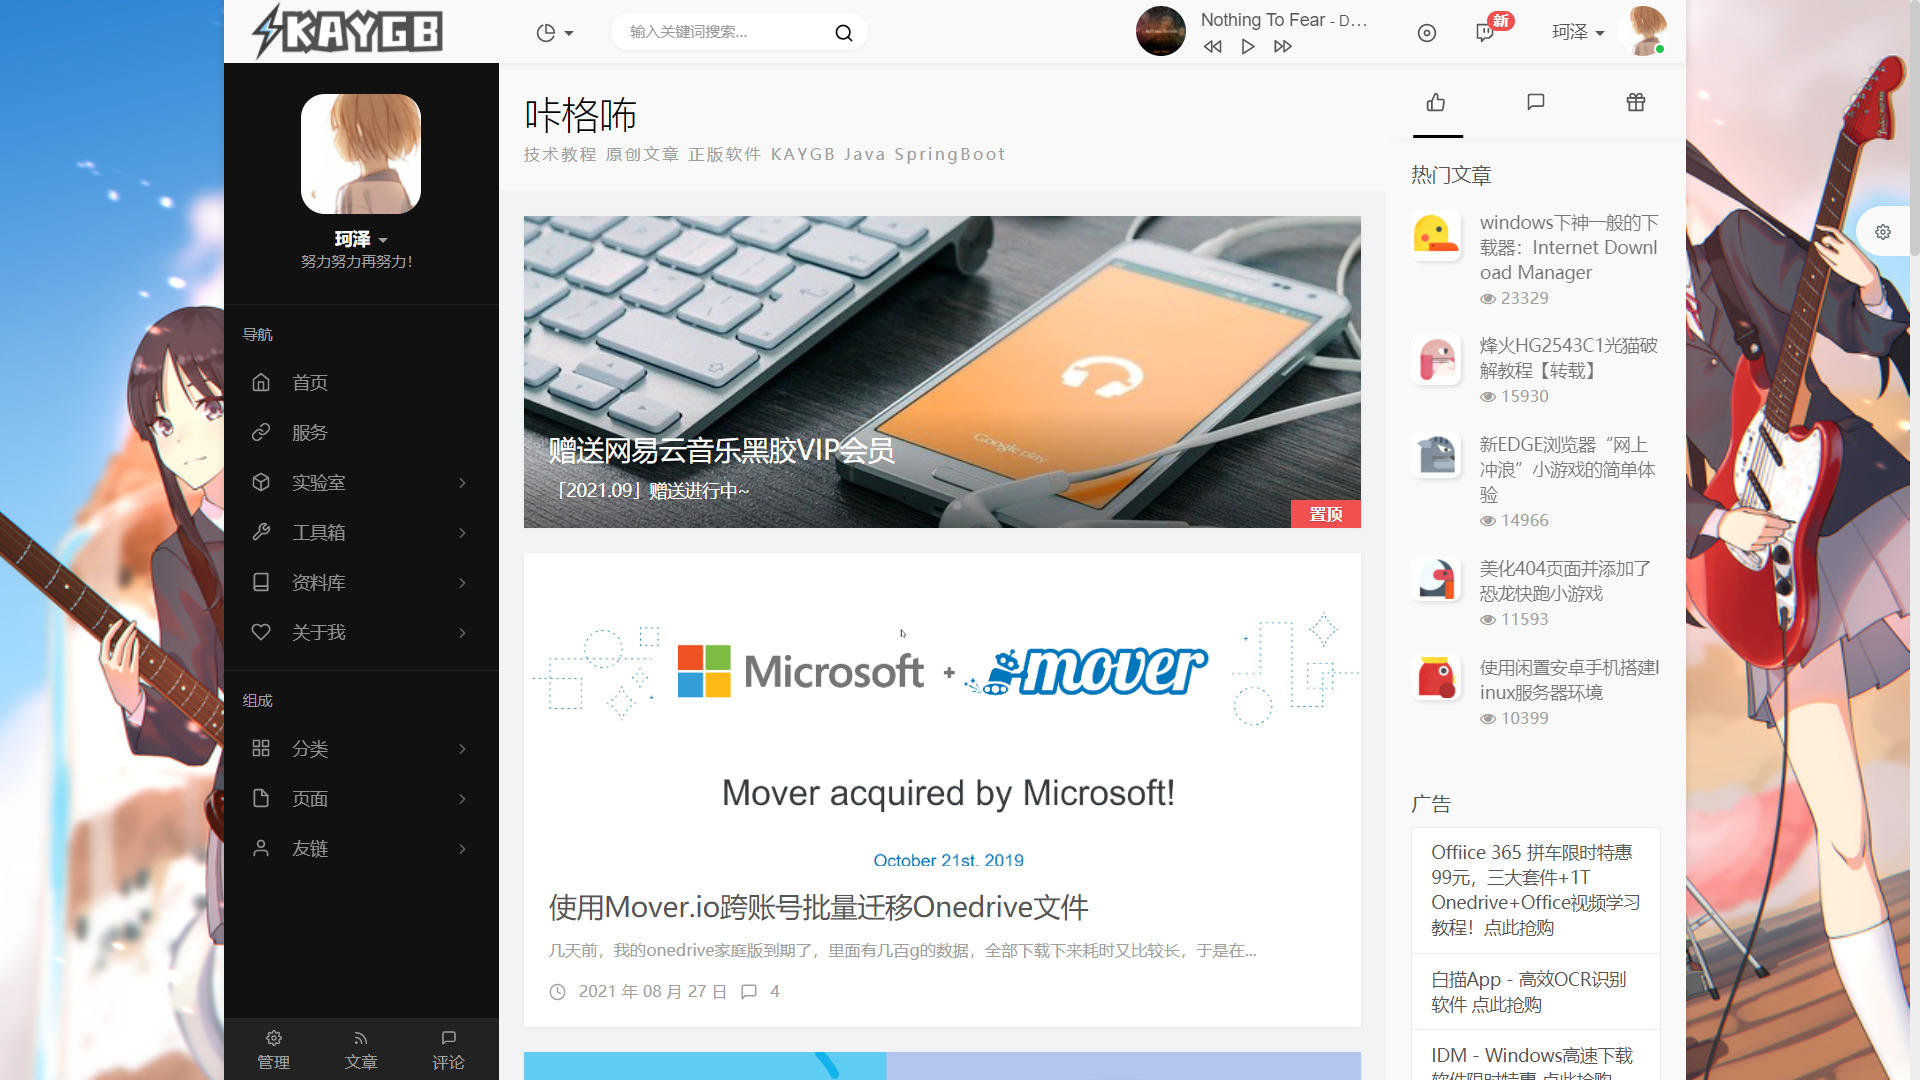 KAYGB
输入关键词搜索...
Nothing To Fear - D...
新
珂泽
珂泽
努力努力再努力！
导航
首页
服务
实验室
工具箱
资料库
关于我
组成
分类
页面
友链
管理
文章
评论
咔格咘
技术教程 原创文章 正版软件 KAYGB Java SpringBoot
Google play
赠送网易云音乐黑胶VIP会员
「2021.09」赠送进行中~
置顶
Microsoft + mover
Mover acquired by Microsoft!
October 21st, 2019
使用Mover.io跨账号批量迁移Onedrive文件
几天前，我的onedrive家庭版到期了，里面有几百g的数据，全部下载下来耗时又比较长，于是在...
2021 年 08 月 27 日 4
热门文章
windows下神一般的下
载器：Internet Downl
oad Manager
23329
烽火HG2543C1光猫破
解教程【转载】
15930
新EDGE浏览器“网上
冲浪”小游戏的简单体
验
14966
美化404页面并添加了
恐龙快跑小游戏
11593
使用闲置安卓手机搭建l
inux服务器环境
10399
广告
Offiice 365 拼车限时特惠
99元，三大套件+1T
Onedrive+Office视频学习
教程！点此抢购
白描App - 高效OCR识别
软件 点此抢购
IDM - Windows高速下载
软件限时特惠 点此抢购